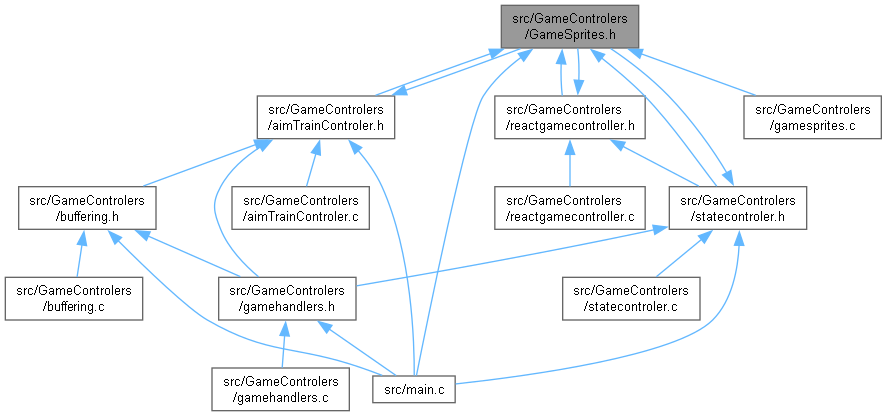 src/GameControlers
/GameSprites.h
src/GameControlers
/aimTrainControler.h
src/GameControlers
/reactgamecontroller.h
src/GameControlers
/gamesprites.c
src/GameControlers
/buffering.h
src/GameControlers
/aimTrainControler.c
src/GameControlers
/reactgamecontroller.c
src/GameControlers
/statecontroler.h
src/GameControlers
/buffering.c
src/GameControlers
/gamehandlers.h
src/GameControlers
/statecontroler.c
src/GameControlers
/gamehandlers.c
src/main.c